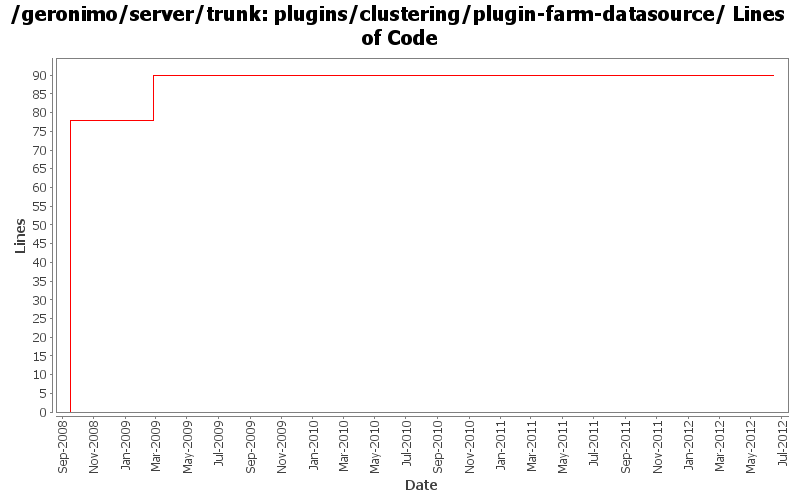 /geronimo/server/trunk: plugins/clustering/plugin-farm-datasource/ Lines
of Code
90
85
80
75
70
65
60
55
50
45
40
35
30
25
20
15
10
5
0
Lines
Sep-2008
Nov-2008
Jan-2009
Mar-2009
May-2009
Jul-2009
Sep-2009
Nov-2009
Jan-2010
Mar-2010
May-2010
Jul-2010
Sep-2010
Nov-2010
Jan-2011
Mar-2011
May-2011
Jul-2011
Sep-2011
Nov-2011
Jan-2012
Mar-2012
May-2012
Jul-2012
Date